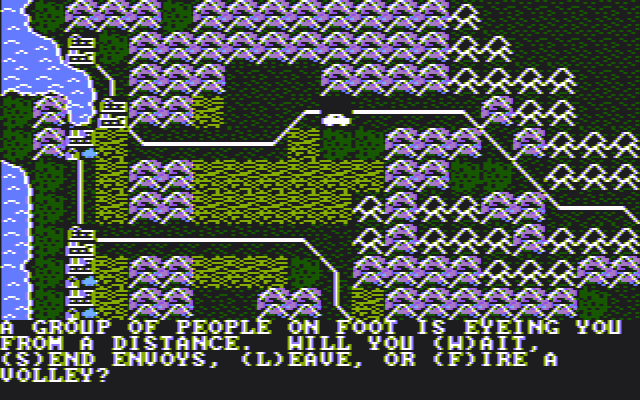 A GROUP OF PEOPLE ON FOOT IS EYEING YOU
FROM A DISTANCE.  WILL YOU (W)AIT,
(S)END ENVOYS, (L)EAVE, OR (F)IRE A
VOLLEY?